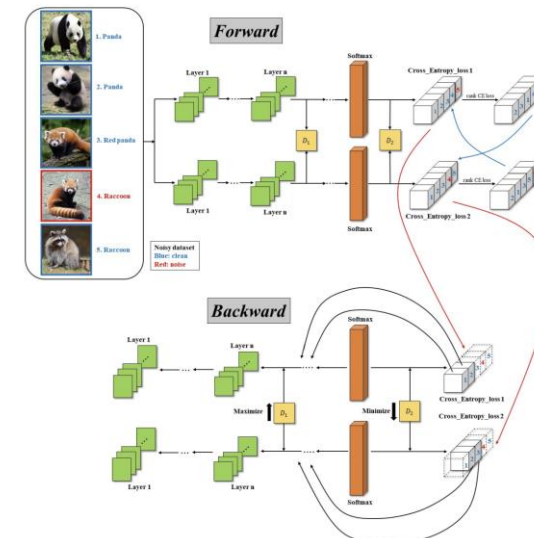 Forward
1. Panda
2. Panda
3. Red panda
4. Raccoon
5. Raccoon
Noisy dataset
Blue: clean
Red: noise
Layer 1
Layer n
Softmax
Cross_Entropy_loss 1
rank CE loss
D1
D2
Layer 1
Layer n
Softmax
Cross_Entropy_loss 2
rank CE loss
Backward
Layer 1
Layer n
Softmax
Cross_Entropy_loss 1
Maximize
D1
Minimize
D2
Cross_Entropy_loss 2
Layer 1
Layer n
Softmax